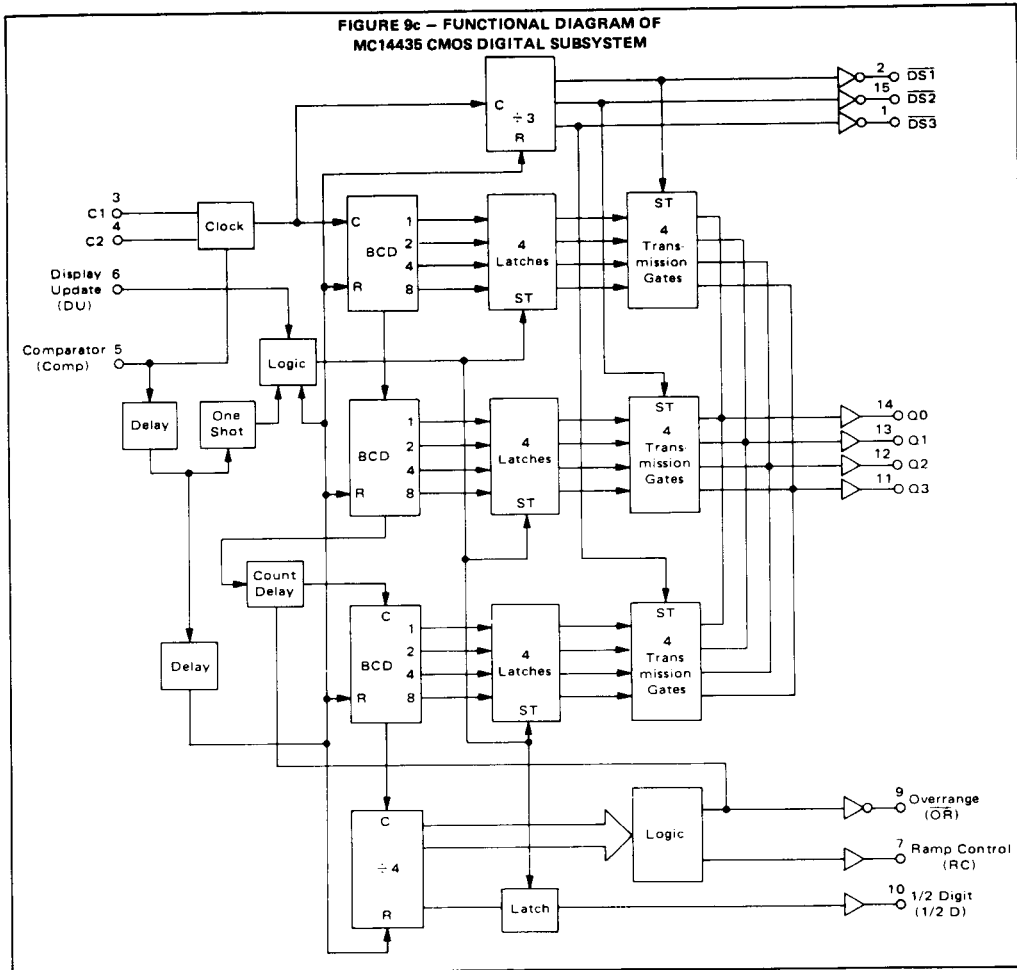 FIGURE 9c – FUNCTIONAL DIAGRAM OF
MC14435 CMOS DIGITAL SUBSYSTEM
C
÷3
R
2
DS1
15
DS2
1
DS3
3
C1
4
C2
Clock
Display
Update
(DU)
6
Comparator
(Comp)
5
Logic
Delay
One
Shot
C
BCD
R
1
2
4
8
4
Latches
ST
ST
4
Trans-
mission
Gates
BCD
R
1
2
4
8
4
Latches
ST
ST
4
Trans-
mission
Gates
14
Q0
13
Q1
12
Q2
11
Q3
Count
Delay
Delay
C
BCD
R
1
2
4
8
4
Latches
ST
ST
4
Trans
mission
Gates
C
÷4
R
Logic
Latch
9
Overrange
(OR)
7
Ramp Control
(RC)
10
1/2 Digit
(1/2 D)